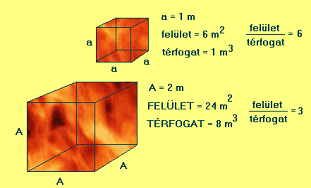 a = 1 m
a
felület = 6 m²
felület
térfogat = 6
térfogat = 1 m³
a
a
A = 2 m
FELÜLET = 24 m²
felület
térfogat = 3
A
TÉRFOGAT = 8 m³
A
A